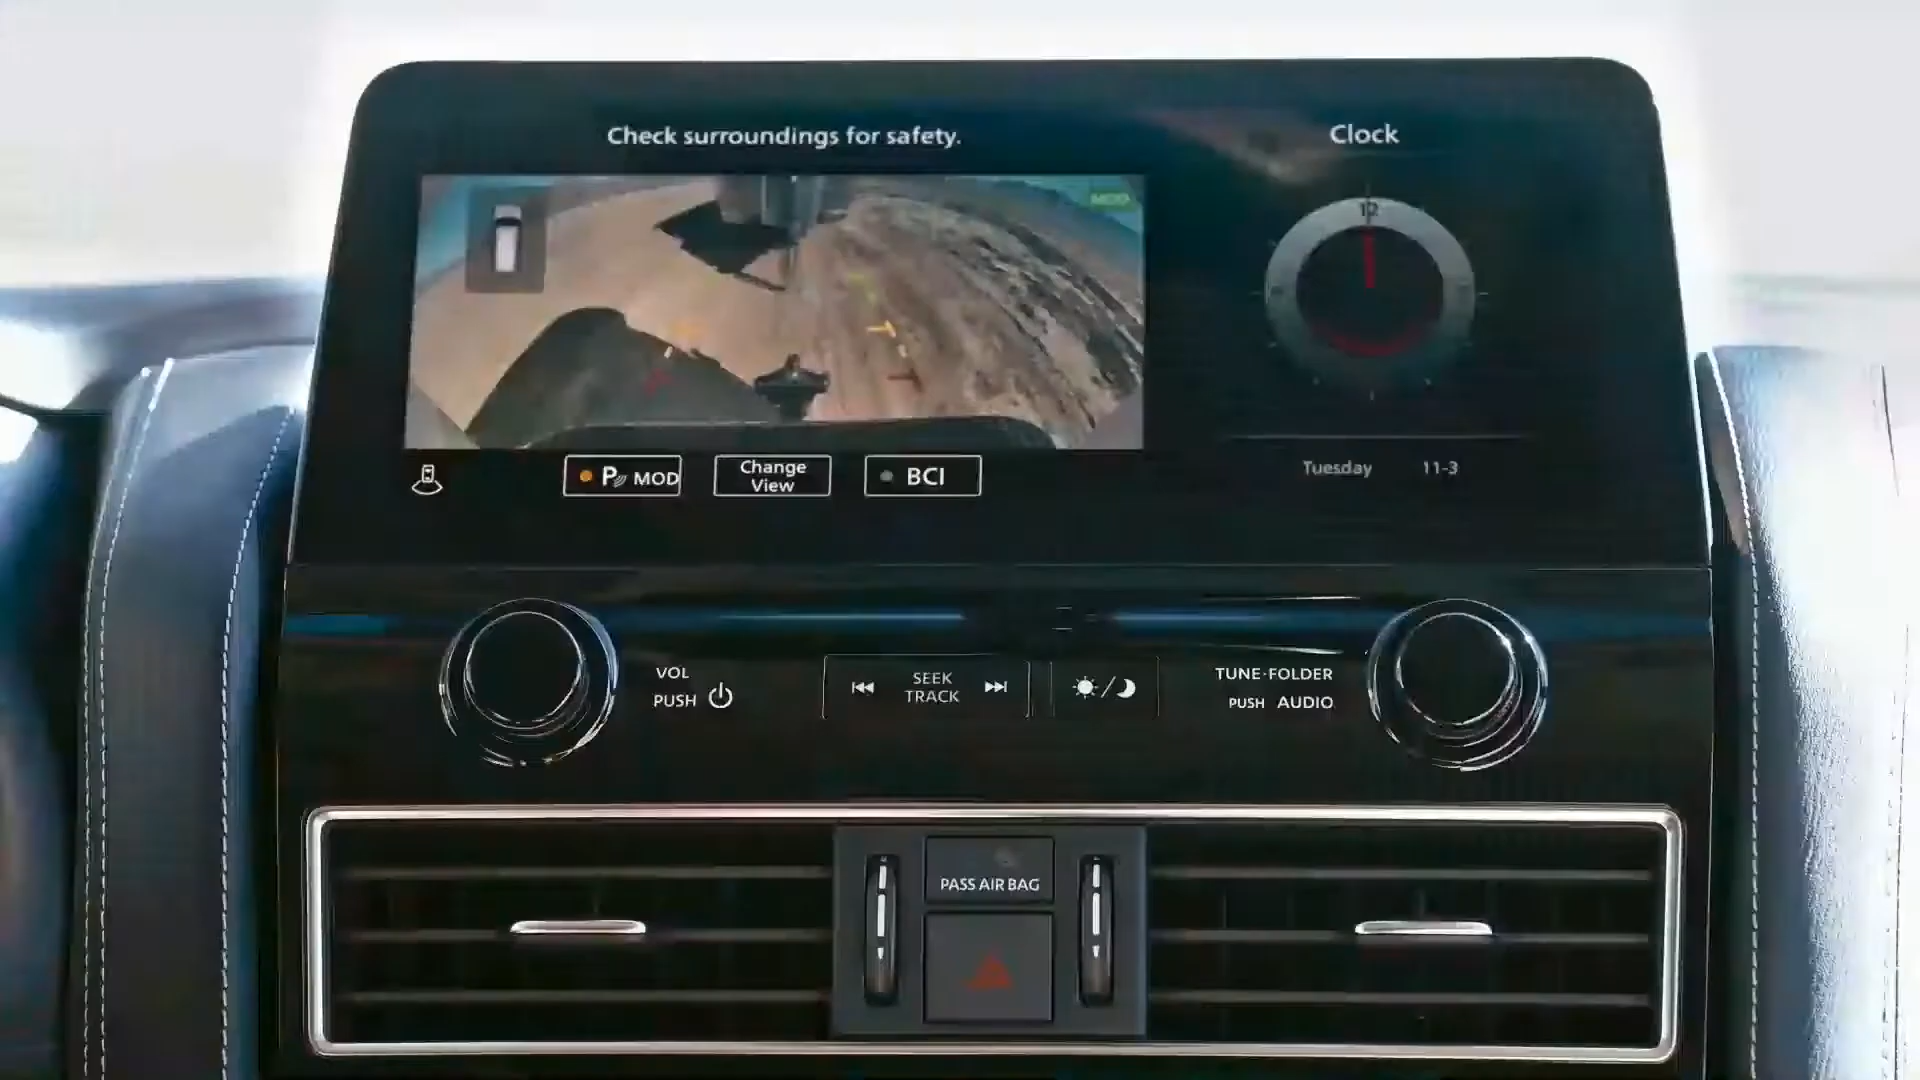 Check surroundings for safety.
Clock
MOD
12
P MOD
Change
View
BCI
Tuesday 11-3
VOL
PUSH
SEEK
TRACK
TUNE·FOLDER
PUSH AUDIO
PASS AIR BAG